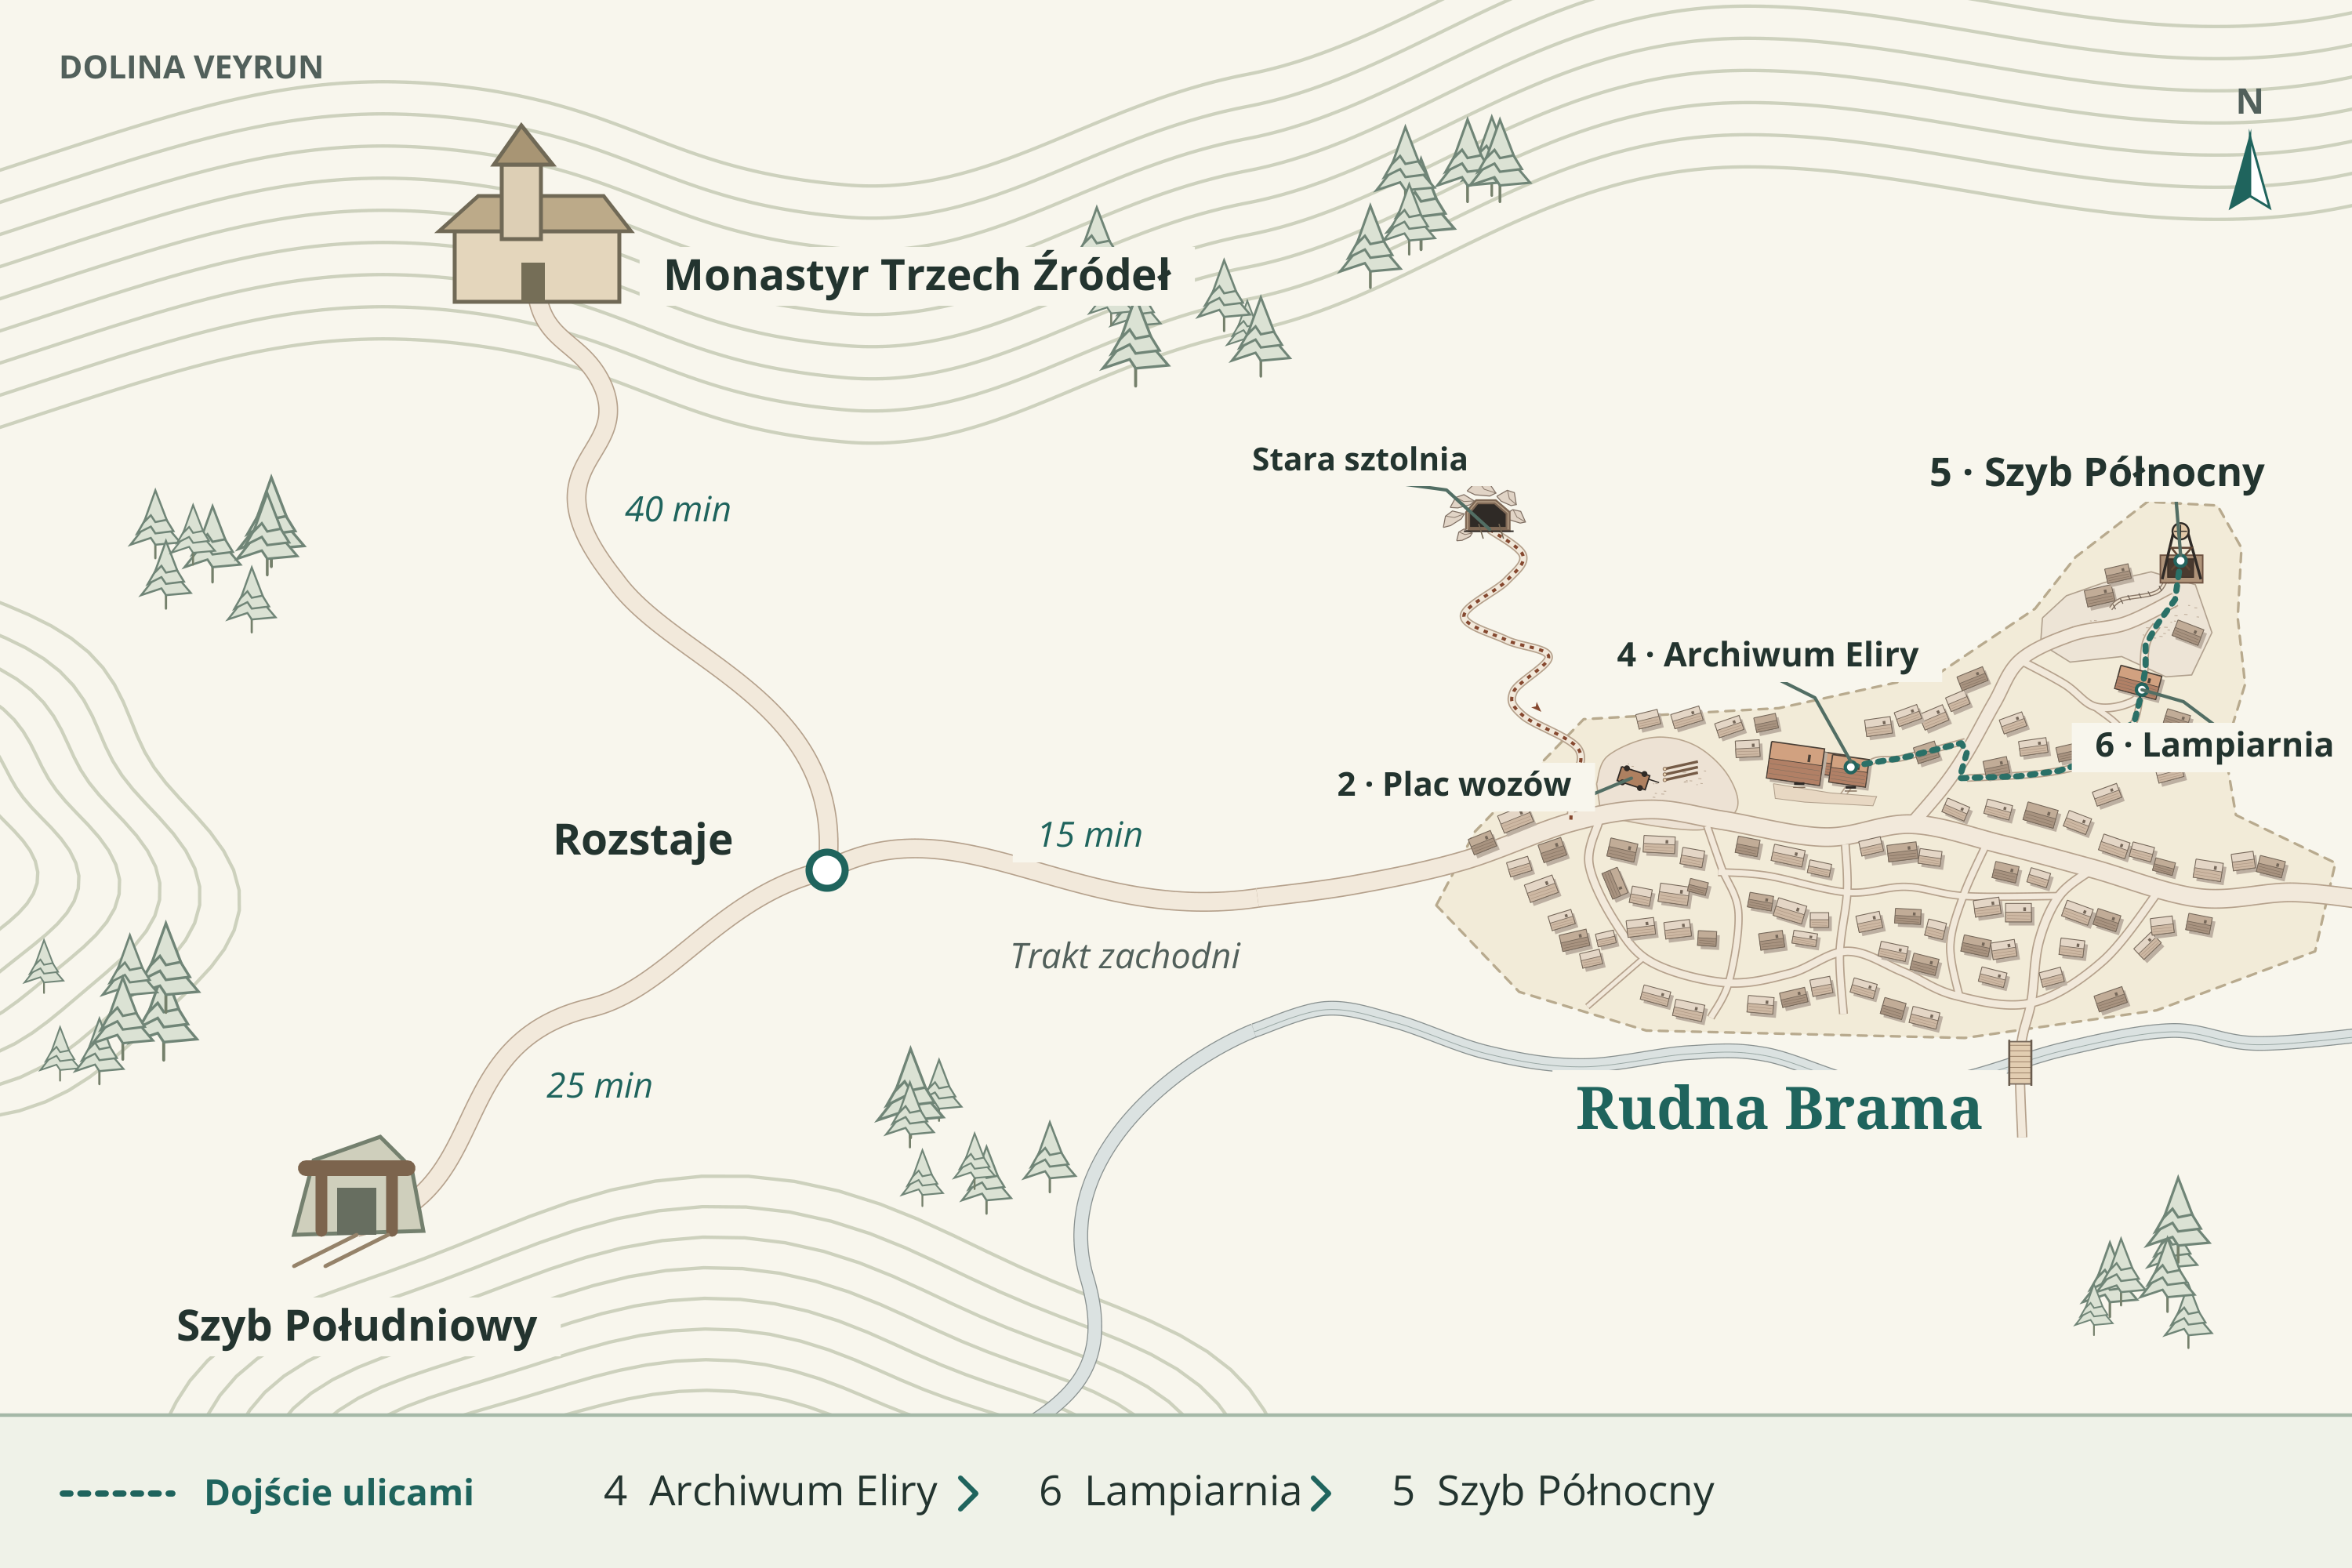 DOLINA VEYRUN
N
Monastyr Trzech Źródeł
Stara sztolnia
5 · Szyb Północny
40 min
4 · Archiwum Eliry
6 · Lampiarnia
2 · Plac wozów
Rozstaje
15 min
Trakt zachodni
25 min
Rudna Brama
Szyb Południowy
Dojście ulicami
4 Archiwum Eliry
6 Lampiarnia
5 Szyb Północny